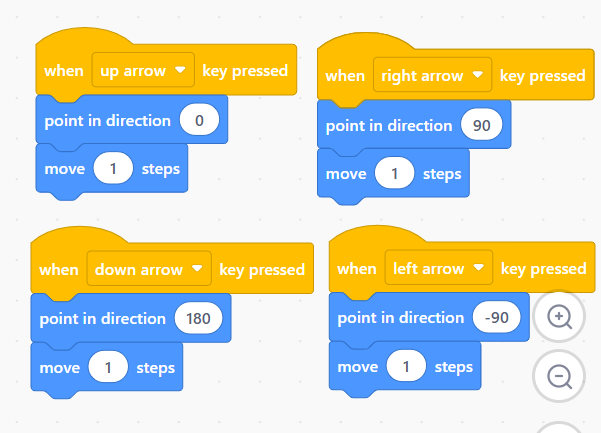 when up arrow key pressed
point in direction 0
move 1 steps
when right arrow key pressed
point in direction 90
move 1 steps
when down arrow key pressed
point in direction 180
move 1 steps
when left arrow key pressed
point in direction -90
move 1 steps